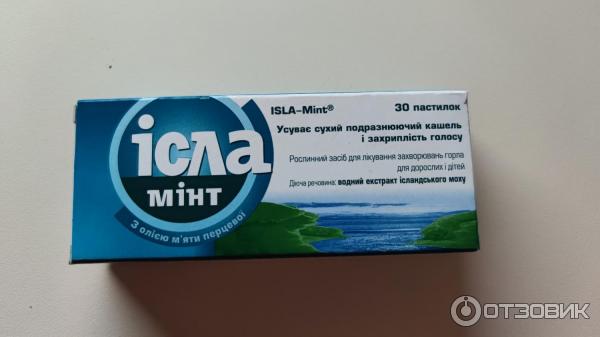 ісла
мінт
З олією м'яти перцевої
ISLA–Mint®
30 пастилок
Усуває сухий подразнюючий кашель
і захриплість голосу
Рослинний засіб для лікування захворювань горла
для дорослих і дітей
Діюча речовина: водний екстракт ісландського моху
ОТЗОВИК